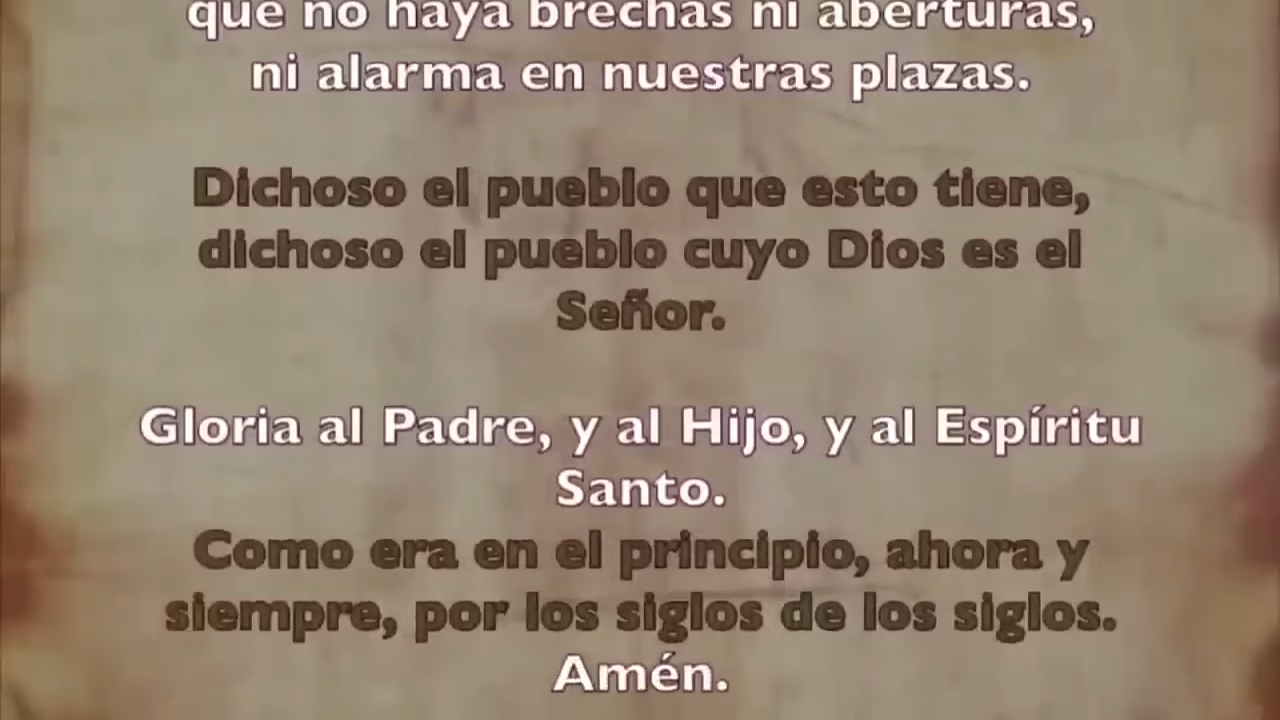 que no haya brechas ni aberturas,
ni alarma en nuestras plazas.
Dichoso el pueblo que esto tiene,
dichoso el pueblo cuyo Dios es el
Señor.
Gloria al Padre, y al Hijo, y al Espíritu
Santo.
Como era en el principio, ahora y
siempre, por los siglos de los siglos.
Amén.